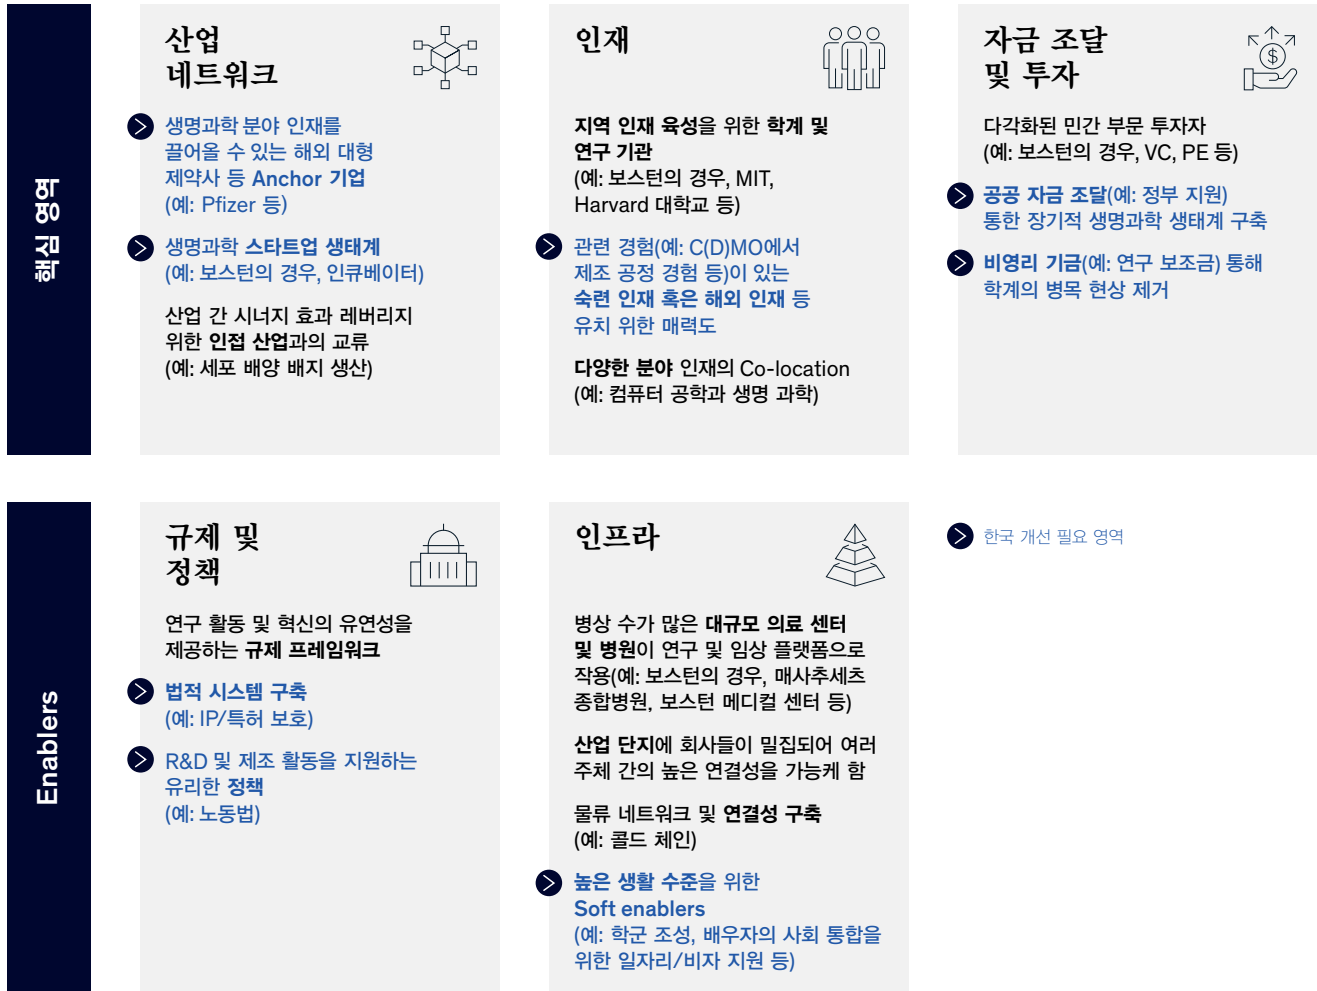 핵심 영역
산업
네트워크
생명과학 분야 인재를
끌어올 수 있는 해외 대형
제약사 등 Anchor 기업
(예: Pfizer 등)
생명과학 스타트업 생태계
(예: 보스턴의 경우, 인큐베이터)
산업 간 시너지 효과 레버리지
위한 인접 산업과의 교류
(예: 세포 배양 배지 생산)
인재
지역 인재 육성을 위한 학계 및
연구 기관
(예: 보스턴의 경우, MIT,
Harvard 대학교 등)
관련 경험(예: C(D)MO에서
제조 공정 경험 등)이 있는
숙련 인재 혹은 해외 인재 등
유치 위한 매력도
다양한 분야 인재의 Co-location
(예: 컴퓨터 공학과 생명 과학)
자금 조달
및 투자
다각화된 민간 부문 투자자
(예: 보스턴의 경우, VC, PE 등)
공공 자금 조달(예: 정부 지원)
통한 장기적 생명과학 생태계 구축
비영리 기금(예: 연구 보조금) 통해
학계의 병목 현상 제거
Enablers
규제 및
정책
연구 활동 및 혁신의 유연성을
제공하는 규제 프레임워크
법적 시스템 구축
(예: IP/특허 보호)
R&D 및 제조 활동을 지원하는
유리한 정책
(예: 노동법)
인프라
병상 수가 많은 대규모 의료 센터
및 병원이 연구 및 임상 플랫폼으로
작용(예: 보스턴의 경우, 매사추세츠
종합병원, 보스턴 메디컬 센터 등)
산업 단지에 회사들이 밀집되어 여러
주체 간의 높은 연결성을 가능케 함
물류 네트워크 및 연결성 구축
(예: 콜드 체인)
높은 생활 수준을 위한
Soft enablers
(예: 학군 조성, 배우자의 사회 통합을
위한 일자리/비자 지원 등)
한국 개선 필요 영역